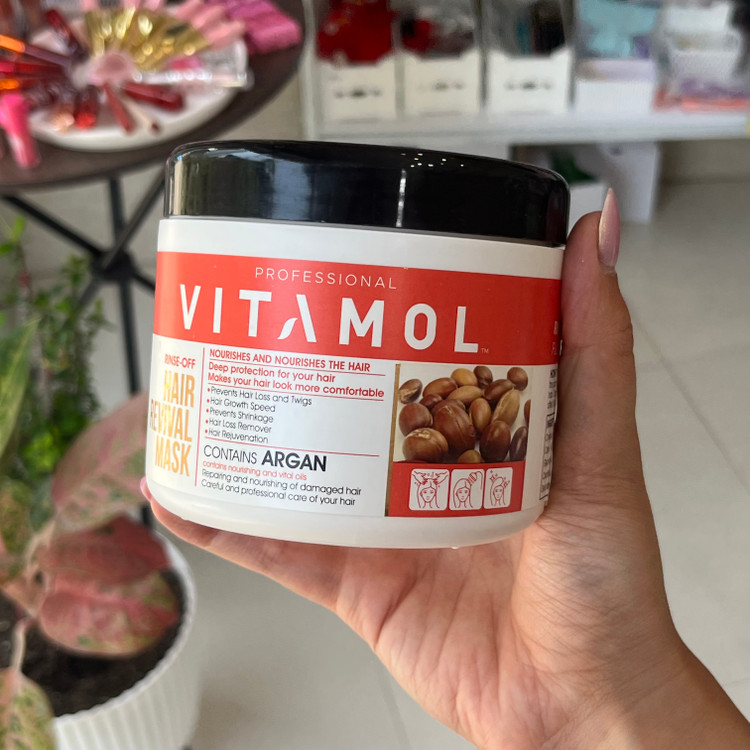 PROFESSIONAL
VITAMOL
TM
RINSE-OFF
HAIR
REVIVAL
MASK
NOURISHES AND NOURISHES THE HAIR
Deep protection for your hair
Makes your hair look more comfortable
•Prevents Hair Loss and Twigs
•Hair Growth Speed
•Prevents Shrinkage
•Hair Loss Remover
•Hair Rejuvenation
CONTAINS ARGAN
contains nourishing and vital oils
Repairing and nourishing of damaged hair
Careful and professional care of your hair